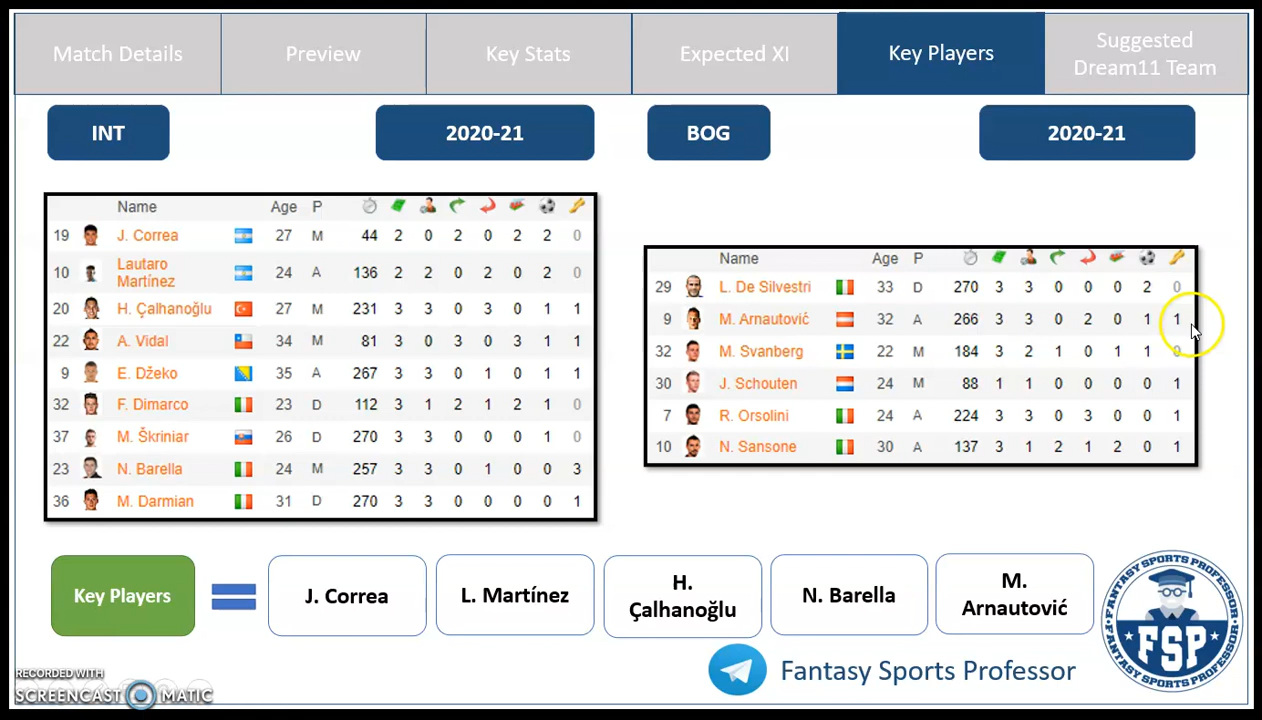 Match Details
Preview
Key Stats
Expected XI
Key Players
Suggested
Dream11 Team
INT
2020-21
BOG
2020-21
Name Age P
19 J. Correa 27 M 44 2 0 2 0 2 2 0
10 Lautaro
Martínez 24 A 136 2 2 0 2 0 2 0
20 H. Çalhanoğlu 27 M 231 3 3 0 3 0 1 1
22 A. Vidal 34 M 81 3 0 3 0 3 1 1
9 E. Džeko 35 A 267 3 3 0 1 0 1 1
32 F. Dimarco 23 D 112 3 1 2 1 2 1 0
37 M. Škriniar 26 D 270 3 3 0 0 0 1 0
23 N. Barella 24 M 257 3 3 0 1 0 0 3
36 M. Darmian 31 D 270 3 3 0 0 0 0 1
Name Age P
29 L. De Silvestri 33 D 270 3 3 0 0 0 2 0
9 M. Arnautović 32 A 266 3 3 0 2 0 1 1
32 M. Svanberg 22 M 184 3 2 1 0 1 1 0
30 J. Schouten 24 M 88 1 1 0 0 0 0 1
7 R. Orsolini 24 A 224 3 3 0 3 0 0 1
10 N. Sansone 30 A 137 3 1 2 1 2 0 1
Key Players
J. Correa
L. Martínez
H.
Çalhanoğlu
N. Barella
M.
Arnautović
FANTASY SPORTS PROFESSOR
FANTASY SPORTS PROFESSOR
FSP
Fantasy Sports Professor
RECORDED WITH
SCREENCAST MATIC